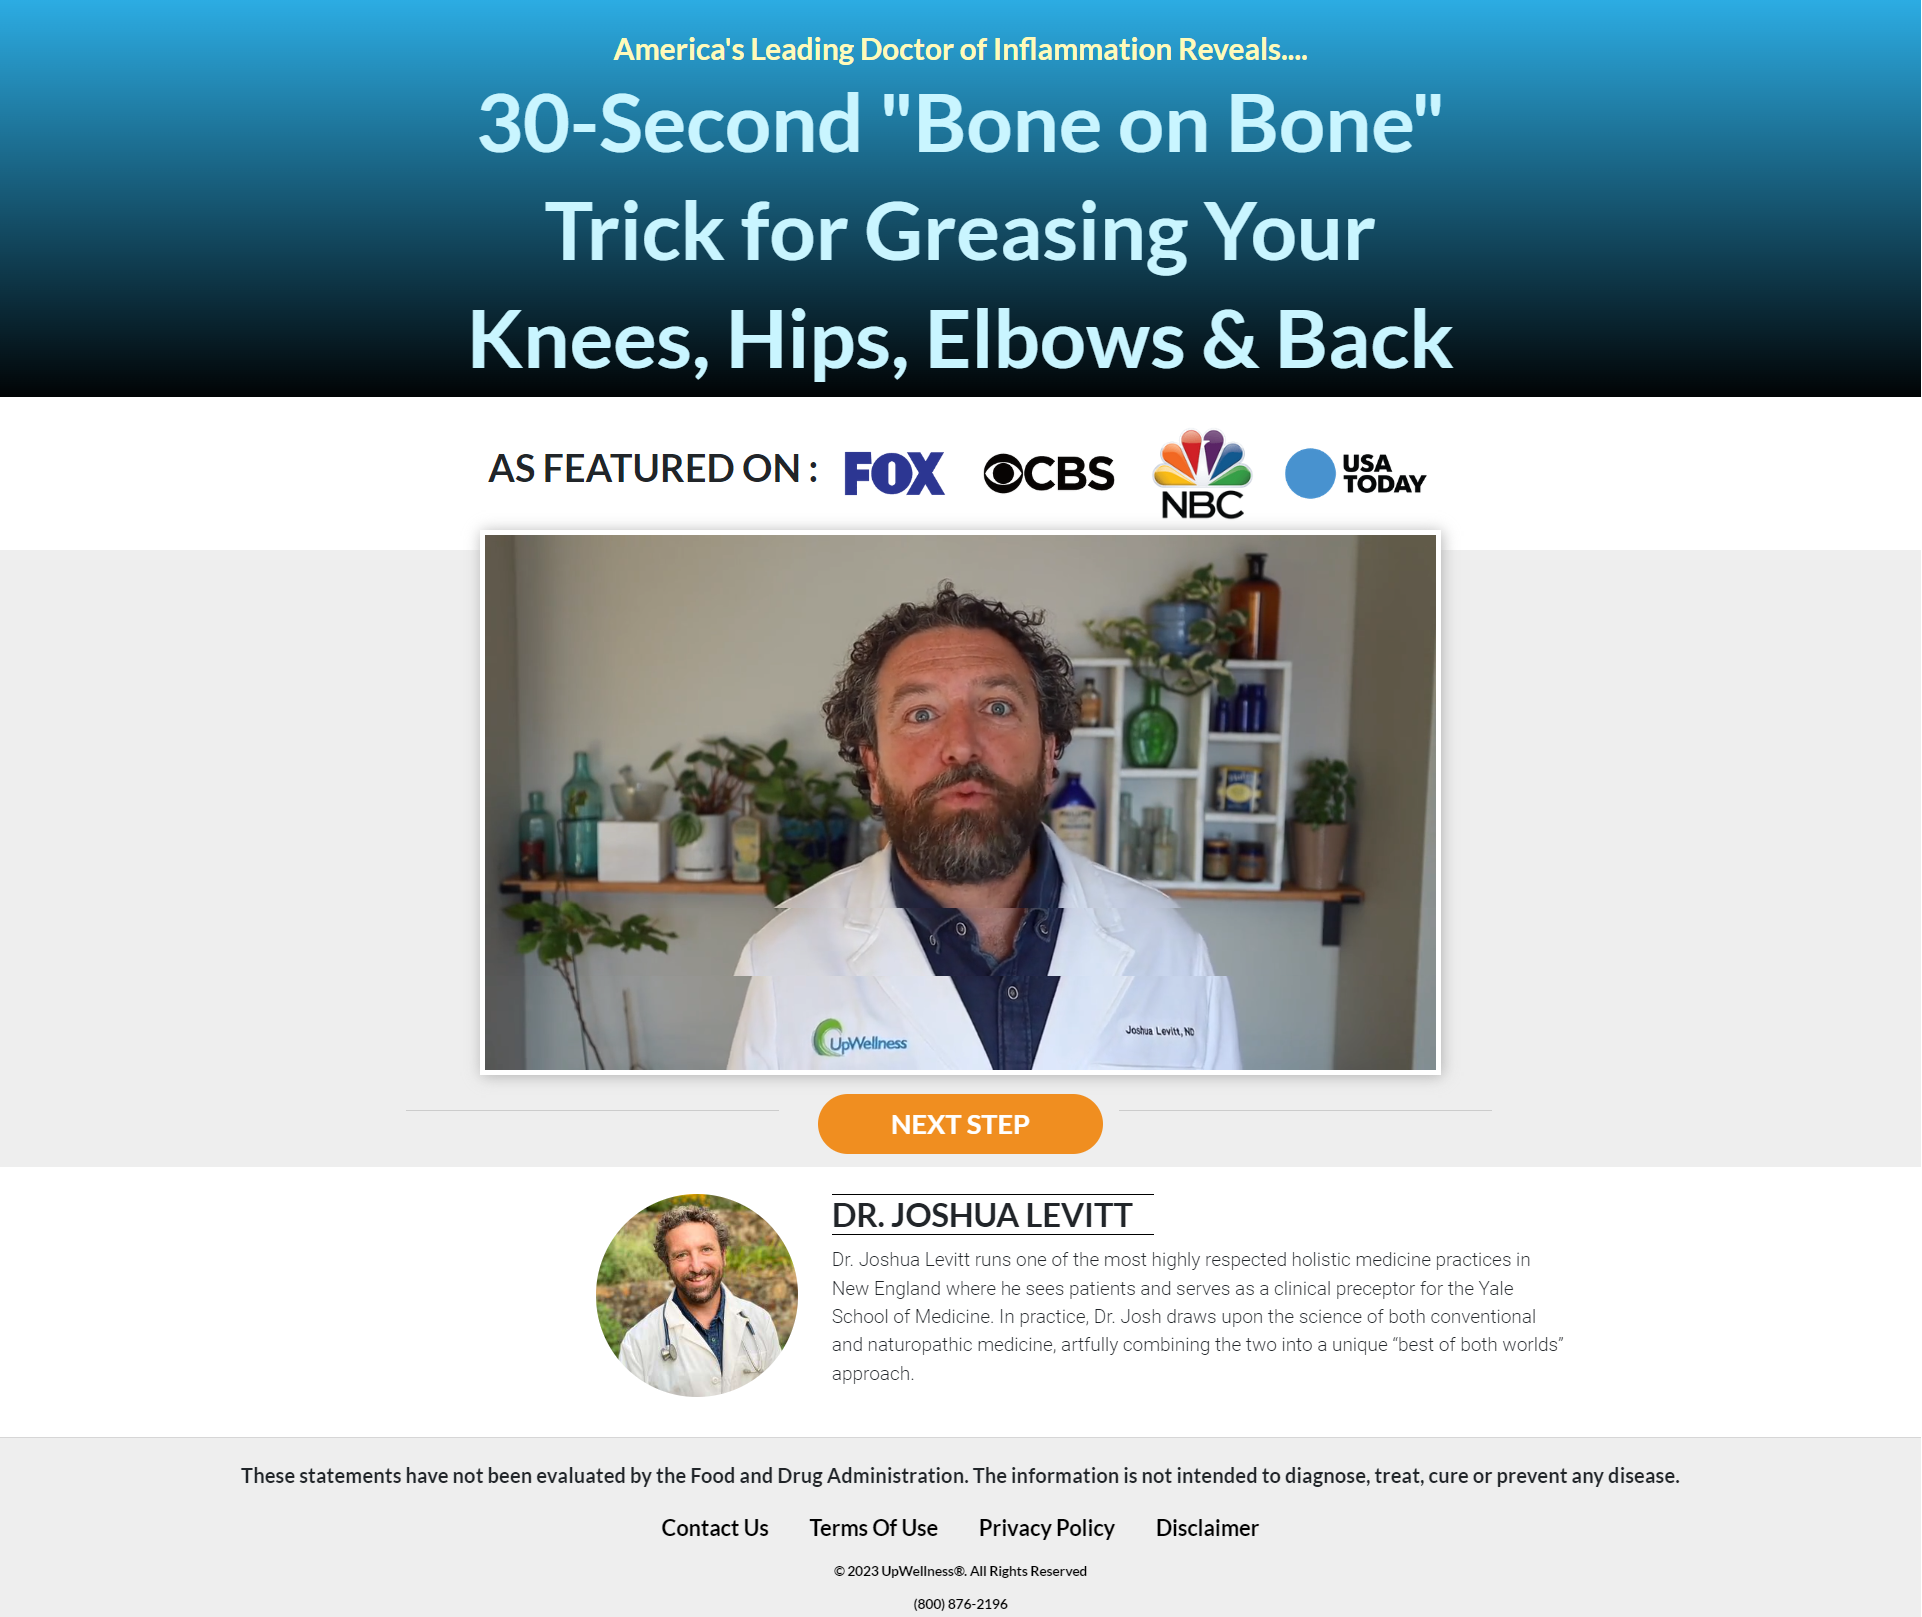 America's Leading Doctor of Inflammation Reveals....
30-Second "Bone on Bone"
Trick for Greasing Your
Knees, Hips, Elbows & Back
AS FEATURED ON :
FOX
CBS
NBC
USA
TODAY
UpWellness
Joshua Levitt, ND
NEXT STEP
DR. JOSHUA LEVITT
Dr. Joshua Levitt runs one of the most highly respected holistic medicine practices in
New England where he sees patients and serves as a clinical preceptor for the Yale
School of Medicine. In practice, Dr. Josh draws upon the science of both conventional
and naturopathic medicine, artfully combining the two into a unique “best of both worlds”
approach.
These statements have not been evaluated by the Food and Drug Administration. The information is not intended to diagnose, treat, cure or prevent any disease.
Contact Us Terms Of Use Privacy Policy Disclaimer
© 2023 UpWellness®. All Rights Reserved
(800) 876-2196